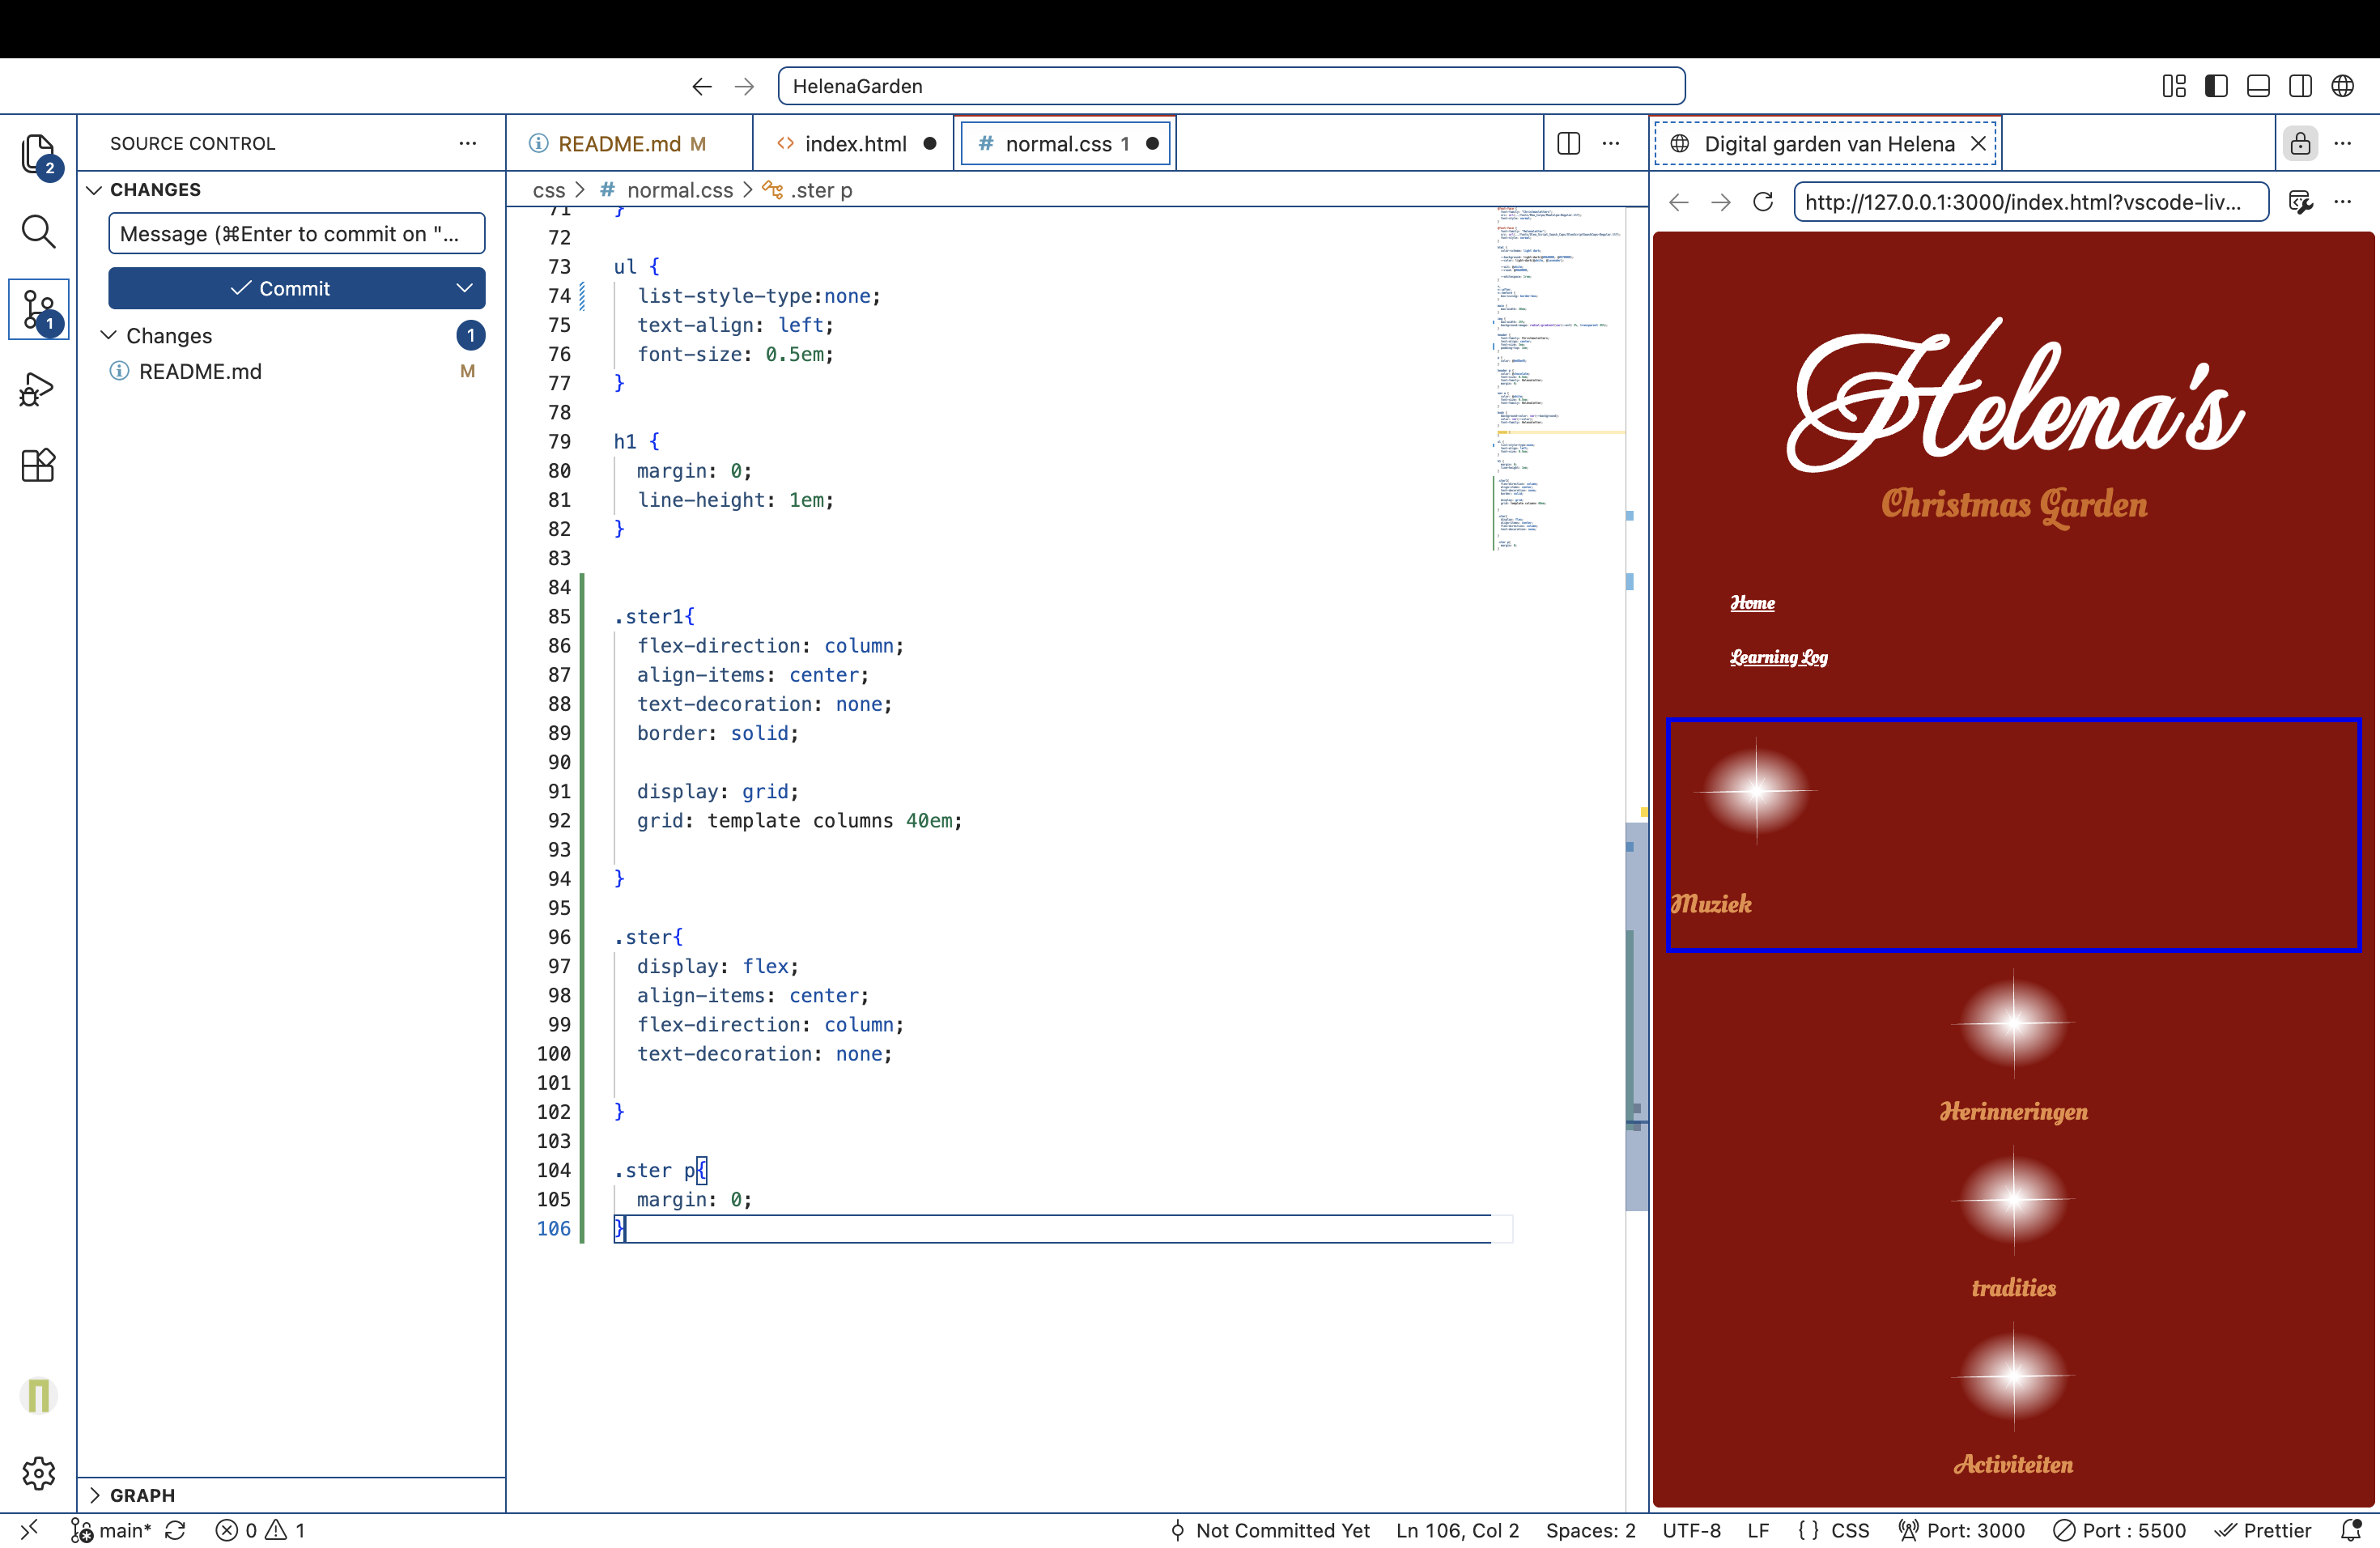 HelenaGarden
2
SOURCE CONTROL
CHANGES
Message (⌘Enter to commit on "...
Commit
Changes 1
README.md M
1
GRAPH
README.md M
index.html
normal.css 1
css > # normal.css > .ster p
71 }
72
73 ul {
74 list-style-type:none;
75 text-align: left;
76 font-size: 0.5em;
77 }
78
79 h1 {
80 margin: 0;
81 line-height: 1em;
82 }
83
84
85 .ster1{
86 flex-direction: column;
87 align-items: center;
88 text-decoration: none;
89 border: solid;
90
91 display: grid;
92 grid: template columns 40em;
93
94 }
95
96 .ster{
97 display: flex;
98 align-items: center;
99 flex-direction: column;
100 text-decoration: none;
101
102 }
103
104 .ster p{
105 margin: 0;
106 }
Digital garden van Helena
http://127.0.0.1:3000/index.html?vscode-liv...
Helena's
Christmas Garden
Home
Learning Log
Muziek
Herinneringen
tradities
Activiteiten
main* 0 1 Not Committed Yet Ln 106, Col 2 Spaces: 2 UTF-8 LF {} CSS Port: 3000 Port : 5500 Prettier